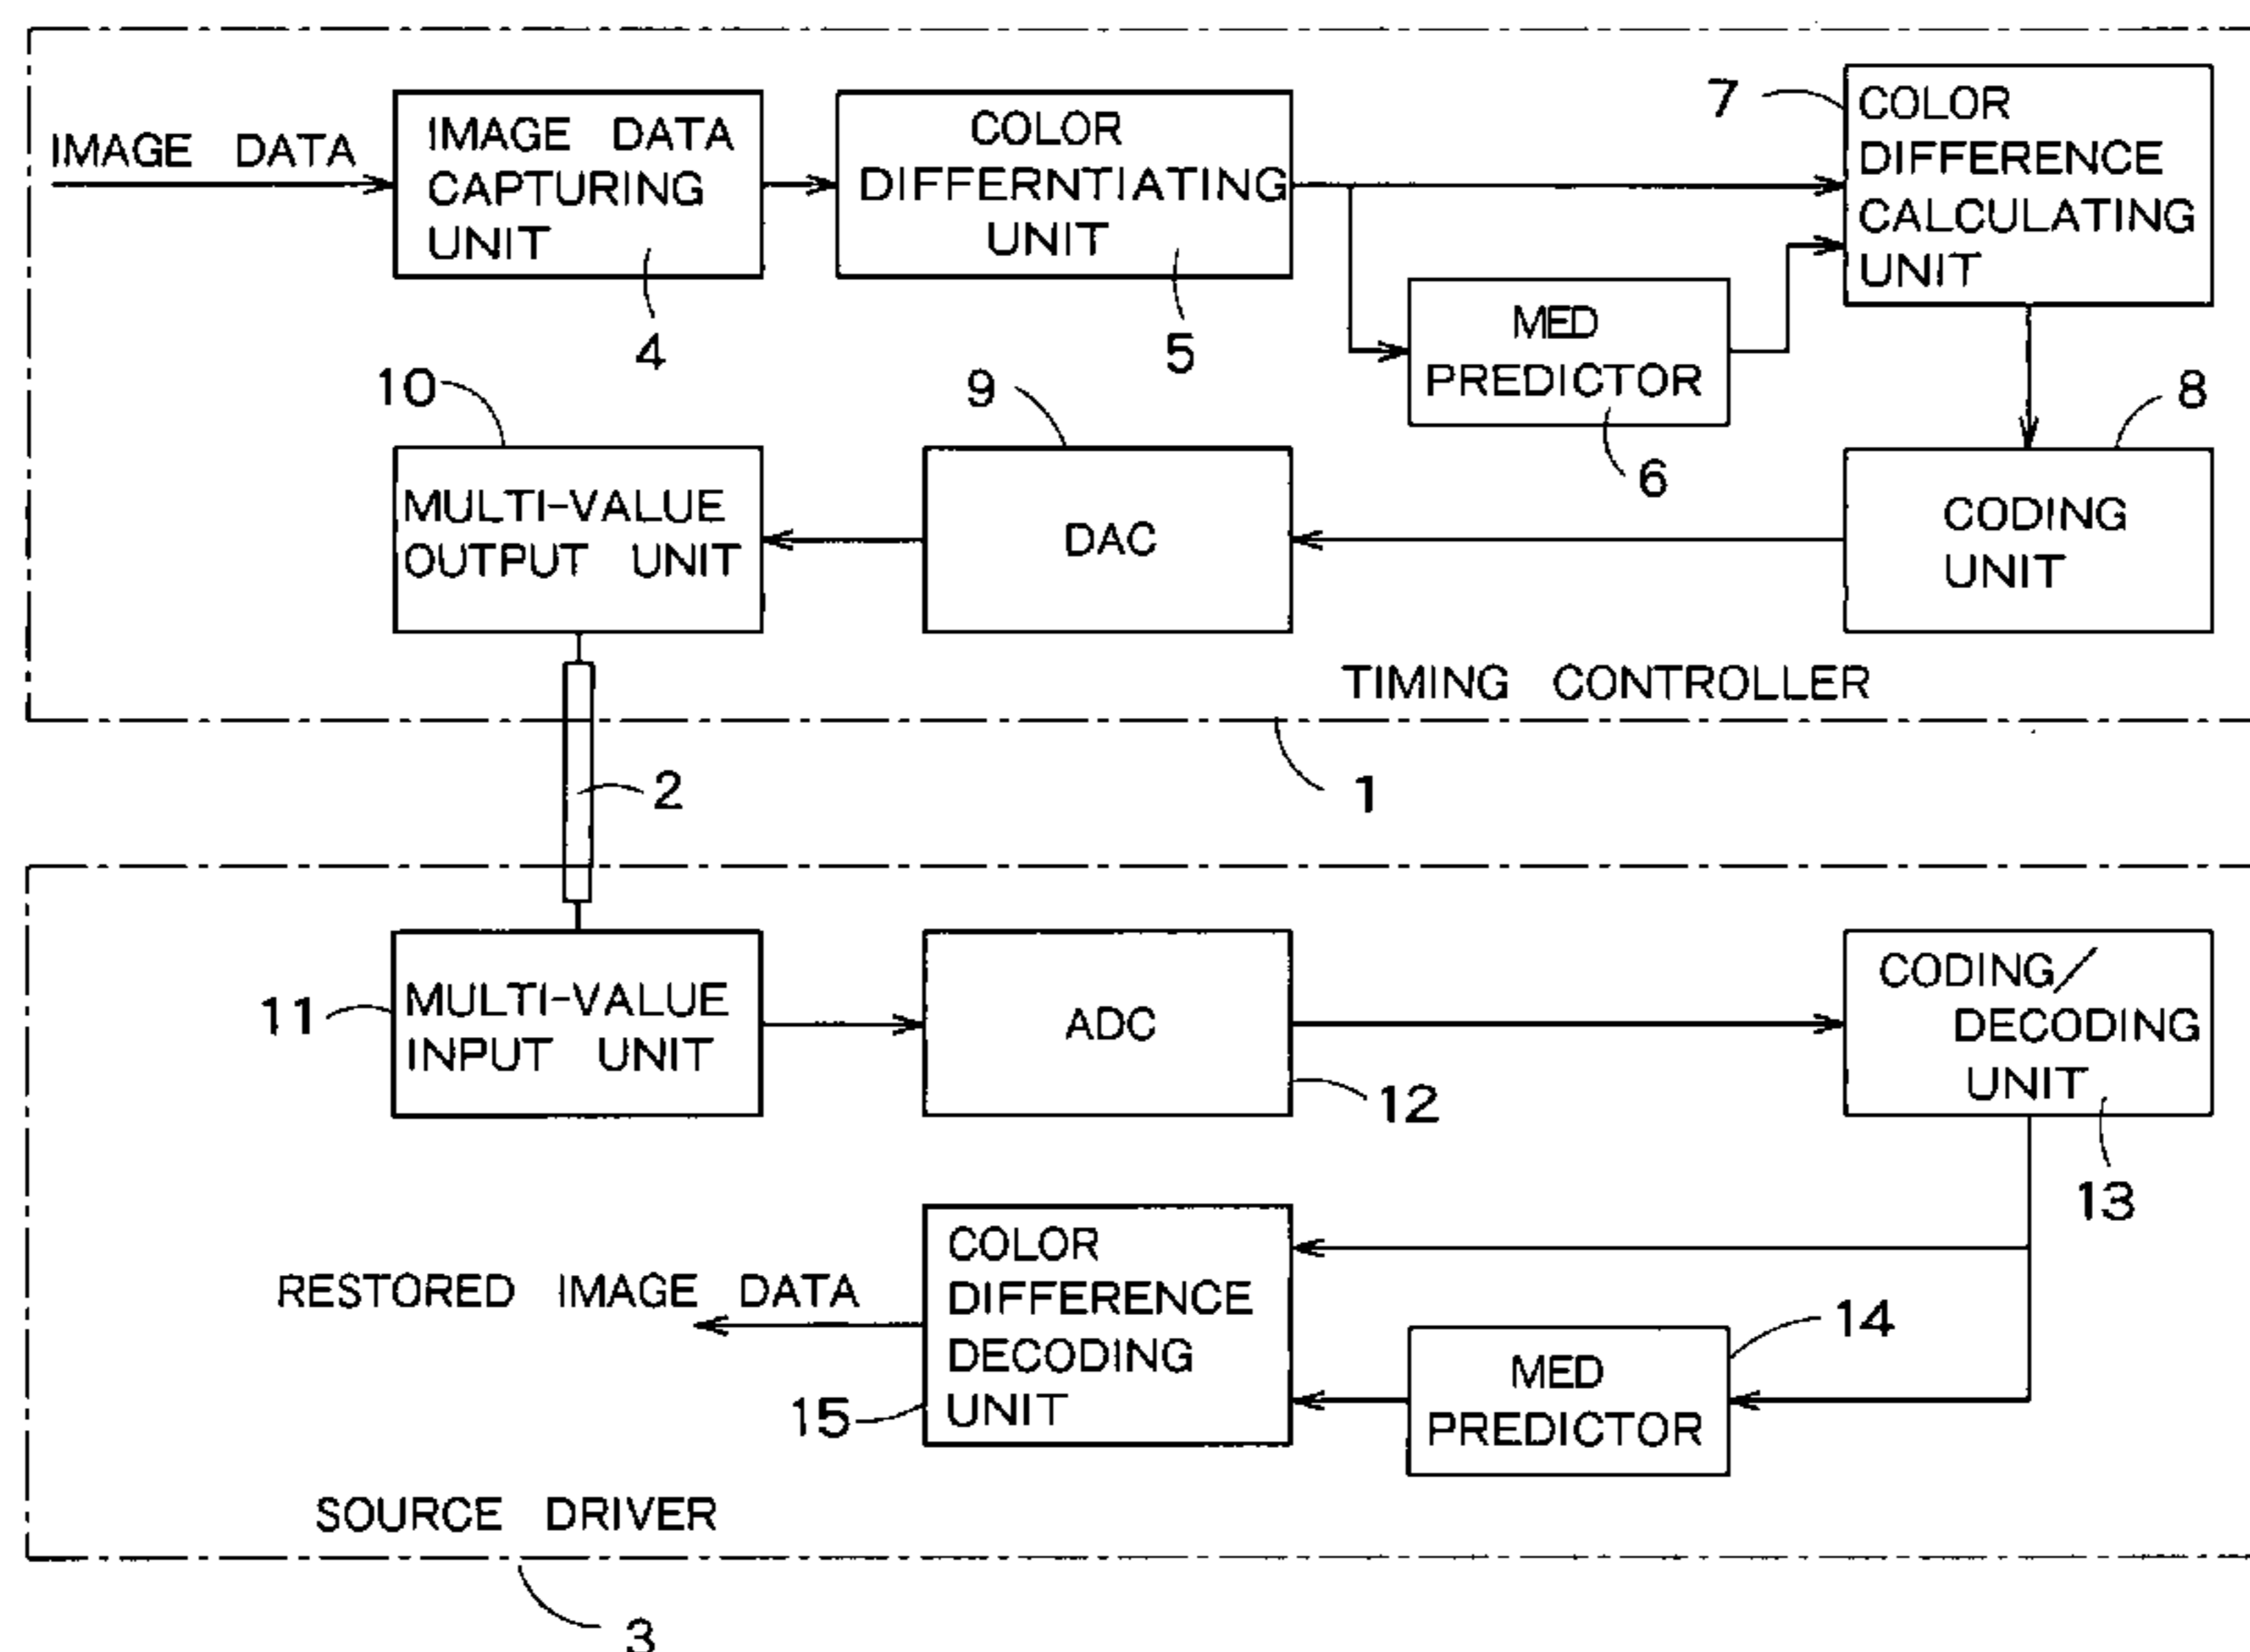 IMAGE DATA
IMAGE DATA
CAPTURING
UNIT
4
COLOR
DIFFERNTIATING
UNIT
5
7
COLOR
DIFFERENCE
CALCULATING
UNIT
MED
PREDICTOR
6
10
MULTI-VALUE
OUTPUT UNIT
9
DAC
8
CODING
UNIT
TIMING CONTROLLER
1
2
11
MULTI-VALUE
INPUT UNIT
ADC
12
CODING/
DECODING
UNIT
13
RESTORED IMAGE DATA
COLOR
DIFFERENCE
DECODING
UNIT
15
MED
PREDICTOR
14
SOURCE DRIVER
3